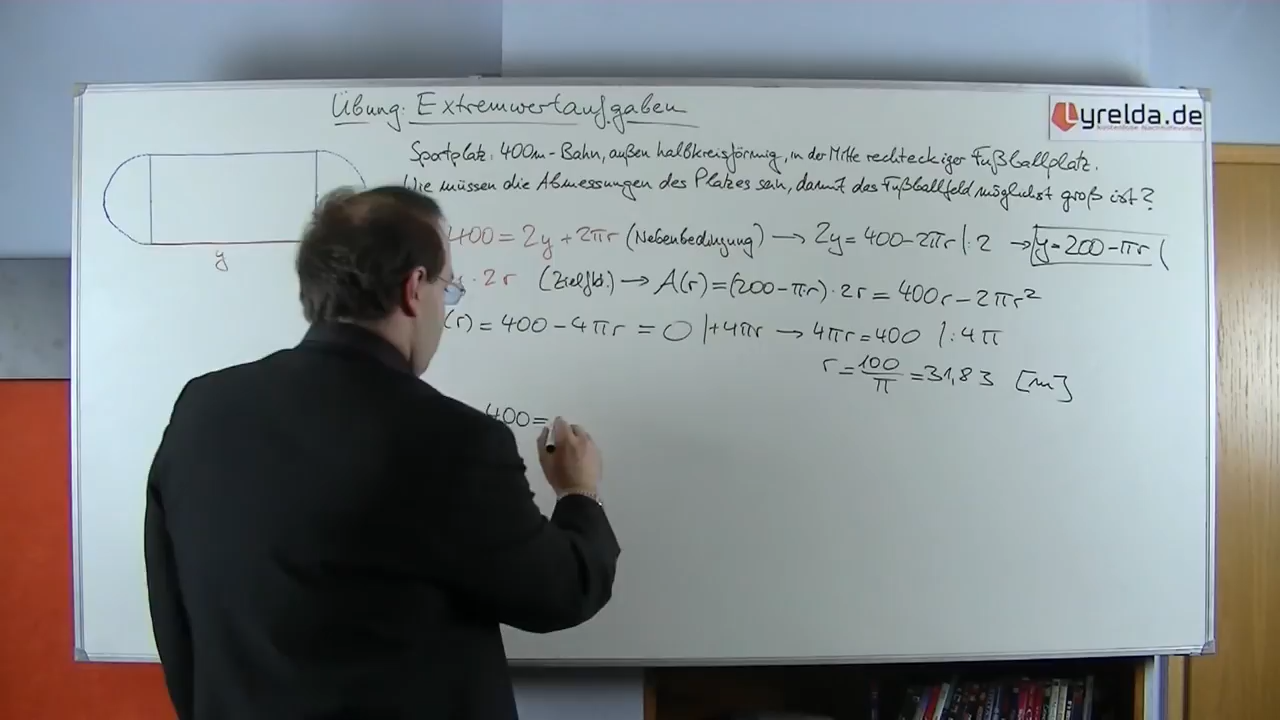 Übung: Extremwertaufgaben
Lyrelda.de
kostenlose Nachhilfevideos
Sportplatz: 400m-Bahn, außen halbkreisförmig, in der Mitte rechteckiger Fußballplatz.
Wie müssen die Abmessungen des Platzes sein, damit das Fußballfeld möglichst groß ist?
y
400 = 2y + 2πr (Nebenbedingung) → 2y = 400 - 2πr |: 2 → y = 200 - πr
· 2r (Zielfkt.) → A(r) = (200 - πr) · 2r = 400r - 2πr²
(r) = 400 - 4πr = 0 |+4πr → 4πr = 400 |: 4π
r = 100/π = 31,83 [m]
400 =